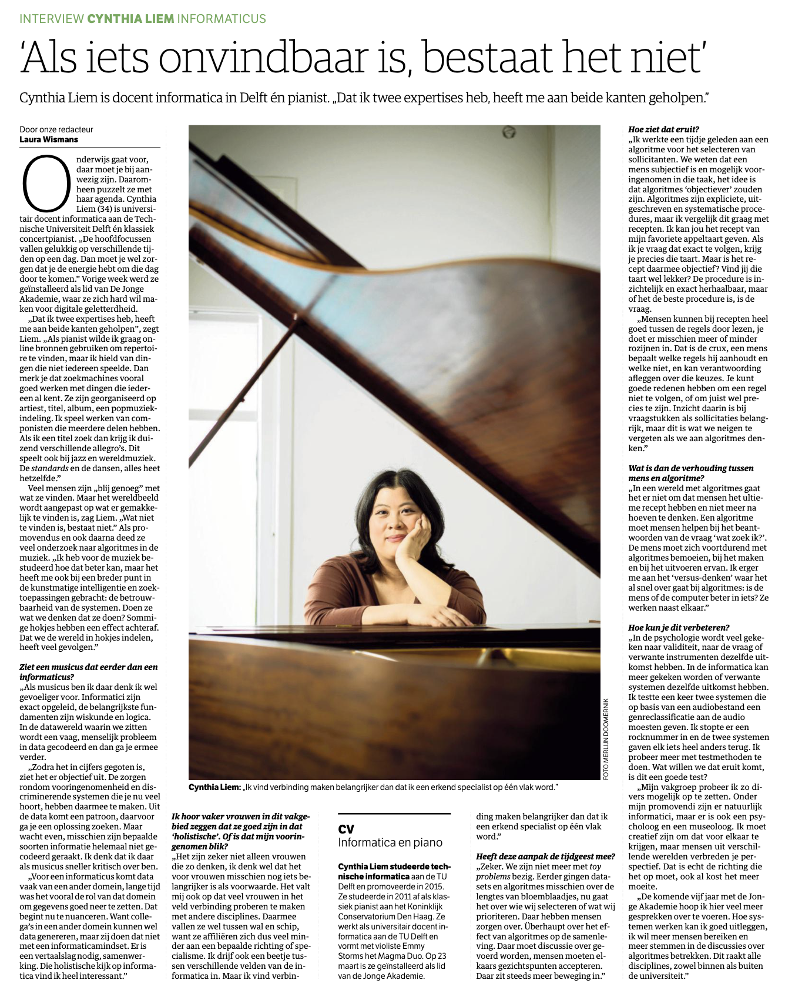 INTERVIEW CYNTHIA LIEM INFORMATICUS
‘Als iets onvindbaar is, bestaat het niet’
Cynthia Liem is docent informatica in Delft én pianist. „Dat ik twee expertises heb, heeft me aan beide kanten geholpen.”
Door onze redacteur
Laura Wismans
Onderwijs gaat voor,
daar moet je bij aan-
wezig zijn. Daarom-
heen puzzelt ze met
haar agenda. Cynthia
Liem (34) is universi-
tair docent informatica aan de Tech-
nische Universiteit Delft én klassiek
concertpianist. „De hoofdfocussen
vallen gelukkig op verschillende tij-
den op een dag. Dan moet je wel zor-
gen dat je de energie hebt om die dag
door te komen.” Vorige week werd ze
geïnstalleerd als lid van De Jonge
Akademie, waar ze zich hard wil ma-
ken voor digitale geletterdheid.
„Dat ik twee expertises heb, heeft
me aan beide kanten geholpen”, zegt
Liem. „Als pianist wilde ik graag on-
line bronnen gebruiken om repertoi-
re te vinden, maar ik hield van din-
gen die niet iedereen speelde. Dan
merk je dat zoekmachines vooral
goed werken met dingen die ieder-
een al kent. Ze zijn georganiseerd op
artiest, titel, album, een popmuziek-
indeling. Ik speel werken van com-
ponisten die meerdere delen hebben.
Als ik een titel zoek dan krijg ik dui-
zend verschillende allegro’s. Dit
speelt ook bij jazz en wereldmuziek.
De standards en de dansen, alles heet
hetzelfde.”
Veel mensen zijn „blij genoeg” met
wat ze vinden. Maar het wereldbeeld
wordt aangepast op wat er gemakke-
lijk te vinden is, zag Liem. „Wat niet
te vinden is, bestaat niet.” Als pro-
movendus en ook daarna deed ze
veel onderzoek naar algoritmes in de
muziek. „Ik heb voor de muziek be-
studeerd hoe dat beter kan, maar het
heeft me ook bij een breder punt in
de kunstmatige intelligentie en zoek-
toepassingen gebracht: de betrouw-
baarheid van de systemen. Doen ze
wat we denken dat ze doen? Sommi-
ge hokjes hebben een effect achteraf.
Dat we de wereld in hokjes indelen,
heeft veel gevolgen.”
Ziet een musicus dat eerder dan een
informaticus?
„Als musicus ben ik daar denk ik wel
gevoeliger voor. Informatici zijn
exact opgeleid, de belangrijkste fun-
damenten zijn wiskunde en logica.
In de datawereld waarin we zitten
wordt een vaag, menselijk probleem
in data gecodeerd en dan ga je ermee
verder.
„Zodra het in cijfers gegoten is,
ziet het er objectief uit. De zorgen
rondom vooringenomenheid en dis-
criminerende systemen die je nu veel
hoort, hebben daarmee te maken. Uit
de data komt een patroon, daarvoor
ga je een oplossing zoeken. Maar
wacht even, misschien zijn bepaalde
soorten informatie helemaal niet ge-
codeerd geraakt. Ik denk dat ik daar
als musicus sneller kritisch over ben.
„Voor een informaticus komt data
vaak van een ander domein, lange tijd
was het vooral de rol van dat domein
om gegevens goed neer te zetten. Dat
begint nu te nuanceren. Want colle-
ga’s in een ander domein kunnen wel
data genereren, maar zij doen dat niet
met een informaticamindset. Er is
een vertaalslag nodig, samenwer-
king. Die holistische kijk op informa-
tica vind ik heel interessant.”
FOTO MERLIJN DOOMERNIK
Cynthia Liem: „Ik vind verbinding maken belangrijker dan dat ik een erkend specialist op één vlak word.”
Ik hoor vaker vrouwen in dit vakge-
bied zeggen dat ze goed zijn in dat
‘holistische’. Of is dat mijn voorin-
genomen blik?
„Het zijn zeker niet alleen vrouwen
die zo denken, ik denk wel dat het
voor vrouwen misschien nog iets be-
langrijker is als voorwaarde. Het valt
mij ook op dat veel vrouwen in het
veld verbinding proberen te maken
met andere disciplines. Daarmee
vallen ze wel tussen wal en schip,
want ze affiliëren zich dus veel min-
der aan een bepaalde richting of spe-
cialisme. Ik drijf ook een beetje tus-
sen verschillende velden van de in-
formatica in. Maar ik vind verbin-
CV
Informatica en piano
Cynthia Liem studeerde tech-
nische informatica aan de TU
Delft en promoveerde in 2015.
Ze studeerde in 2011 af als klas-
siek pianist aan het Koninklijk
Conservatorium Den Haag. Ze
werkt als universitair docent in-
formatica aan de TU Delft en
vormt met violiste Emmy
Storms het Magma Duo. Op 23
maart is ze geïnstalleerd als lid
van de Jonge Akademie.
ding maken belangrijker dan dat ik
een erkend specialist op één vlak
word.”
Heeft deze aanpak de tijdgeest mee?
„Zeker. We zijn niet meer met toy
problems bezig. Eerder gingen data-
sets en algoritmes misschien over de
lengtes van bloemblaadjes, nu gaat
het over wie wij selecteren of wat wij
prioriteren. Daar hebben mensen
zorgen over. Überhaupt over het ef-
fect van algoritmes op de samenle-
ving. Daar moet discussie over ge-
voerd worden, mensen moeten el-
kaars gezichtspunten accepteren.
Daar zit steeds meer beweging in.”
Hoe ziet dat eruit?
„Ik werkte een tijdje geleden aan een
algoritme voor het selecteren van
sollicitanten. We weten dat een
mens subjectief is en mogelijk voor-
ingenomen in die taak, het idee is
dat algoritmes ‘objectiever’ zouden
zijn. Algoritmes zijn expliciete, uit-
geschreven en systematische proce-
dures, maar ik vergelijk dit graag met
recepten. Ik kan jou het recept van
mijn favoriete appeltaart geven. Als
ik je vraag dat exact te volgen, krijg
je precies die taart. Maar is het re-
cept daarmee objectief? Vind jij die
taart wel lekker? De procedure is in-
zichtelijk en exact herhaalbaar, maar
of het de beste procedure is, is de
vraag.
„Mensen kunnen bij recepten heel
goed tussen de regels door lezen, je
doet er misschien meer of minder
rozijnen in. Dat is de crux, een mens
bepaalt welke regels hij aanhoudt en
welke niet, en kan verantwoording
afleggen over die keuzes. Je kunt
goede redenen hebben om een regel
niet te volgen, of om juist wel pre-
cies te zijn. Inzicht daarin is bij
vraagstukken als sollicitaties belang-
rijk, maar dit is wat we neigen te
vergeten als we aan algoritmes den-
ken.”
Wat is dan de verhouding tussen
mens en algoritme?
„In een wereld met algoritmes gaat
het er niet om dat mensen het ultie-
me recept hebben en niet meer na
hoeven te denken. Een algoritme
moet mensen helpen bij het beant-
woorden van de vraag ‘wat zoek ik?’.
De mens moet zich voortdurend met
algoritmes bemoeien, bij het maken
en bij het uitvoeren ervan. Ik erger
me aan het ‘versus-denken’ waar het
al snel over gaat bij algoritmes: is de
mens of de computer beter in iets? Ze
werken naast elkaar.”
Hoe kun je dit verbeteren?
„In de psychologie wordt veel geke-
ken naar validiteit, naar de vraag of
verwante instrumenten dezelfde uit-
komst hebben. In de informatica kan
meer gekeken worden of verwante
systemen dezelfde uitkomst hebben.
Ik testte een keer twee systemen die
op basis van een audiobestand een
genreclassificatie aan de audio
moesten geven. Ik stopte er een
rocknummer in en de twee systemen
gaven elk iets heel anders terug. Ik
probeer meer met testmethoden te
doen. Wat willen we dat eruit komt,
is dit een goede test?
„Mijn vakgroep probeer ik zo di-
vers mogelijk op te zetten. Onder
mijn promovendi zijn er natuurlijk
informatici, maar er is ook een psy-
choloog en een museoloog. Ik moet
creatief zijn om dat voor elkaar te
krijgen, maar mensen uit verschil-
lende werelden verbreden je per-
spectief. Dat is echt de richting die
het op moet, ook al kost het meer
moeite.
„De komende vijf jaar met de Jon-
ge Akademie hoop ik hier veel meer
gesprekken over te voeren. Hoe sys-
temen werken kan ik goed uitleggen,
ik wil meer mensen bereiken en
meer stemmen in de discussies over
algoritmes betrekken. Dit raakt alle
disciplines, zowel binnen als buiten
de universiteit.”